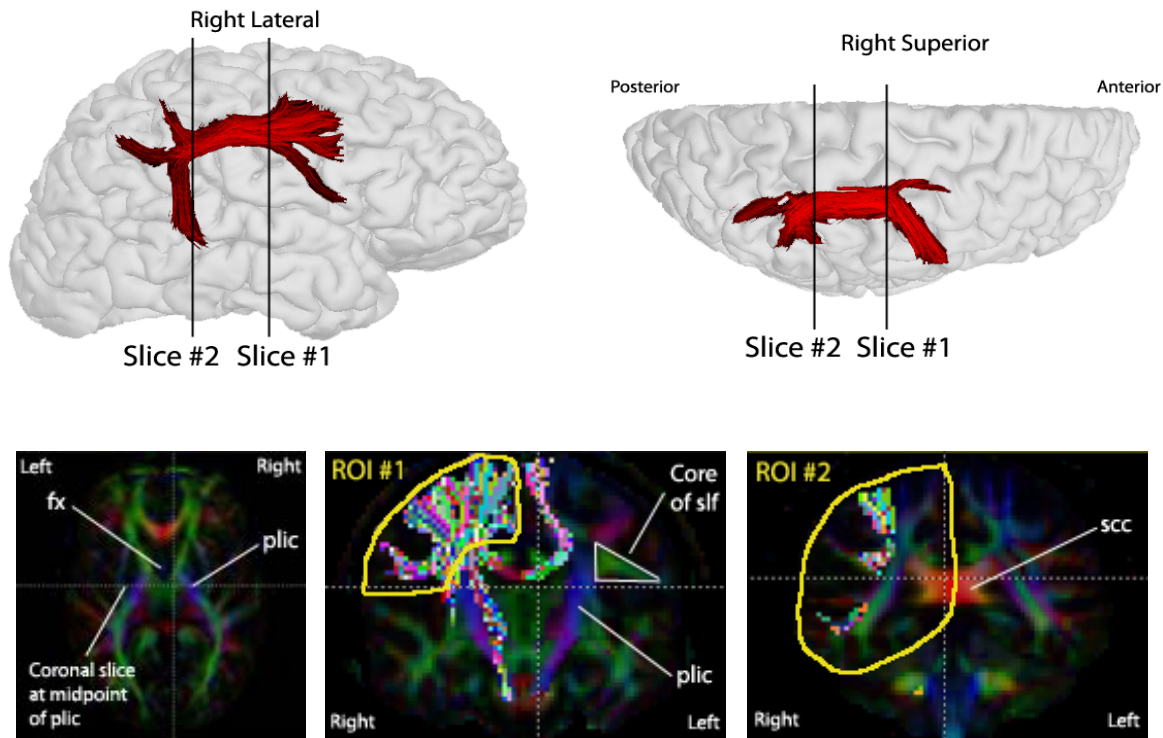 Right Lateral
Slice #2
Slice #1
Right Superior
Posterior
Anterior
Slice #2
Slice #1
Left
Right
fx
plic
Coronal slice
at midpoint
of plic
ROI #1
Core
of slf
plic
Right
Left
ROI #2
scc
Right
Left